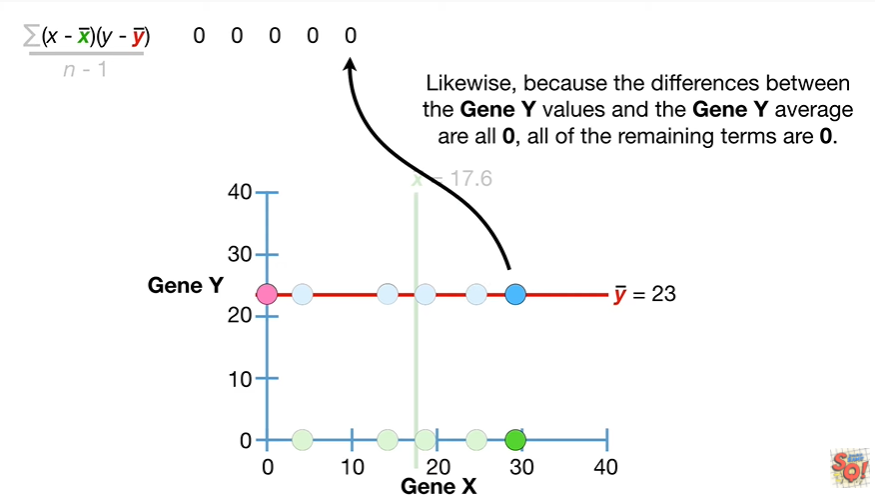 ∑(x - x̄)(y - ȳ) 0 0 0 0 0
n - 1
Likewise, because the differences between
the Gene Y values and the Gene Y average
are all 0, all of the remaining terms are 0.
x̄ = 17.6
40
30
Gene Y
ȳ = 23
20
10
0
0 10 20 30 40
Gene X
SQ!